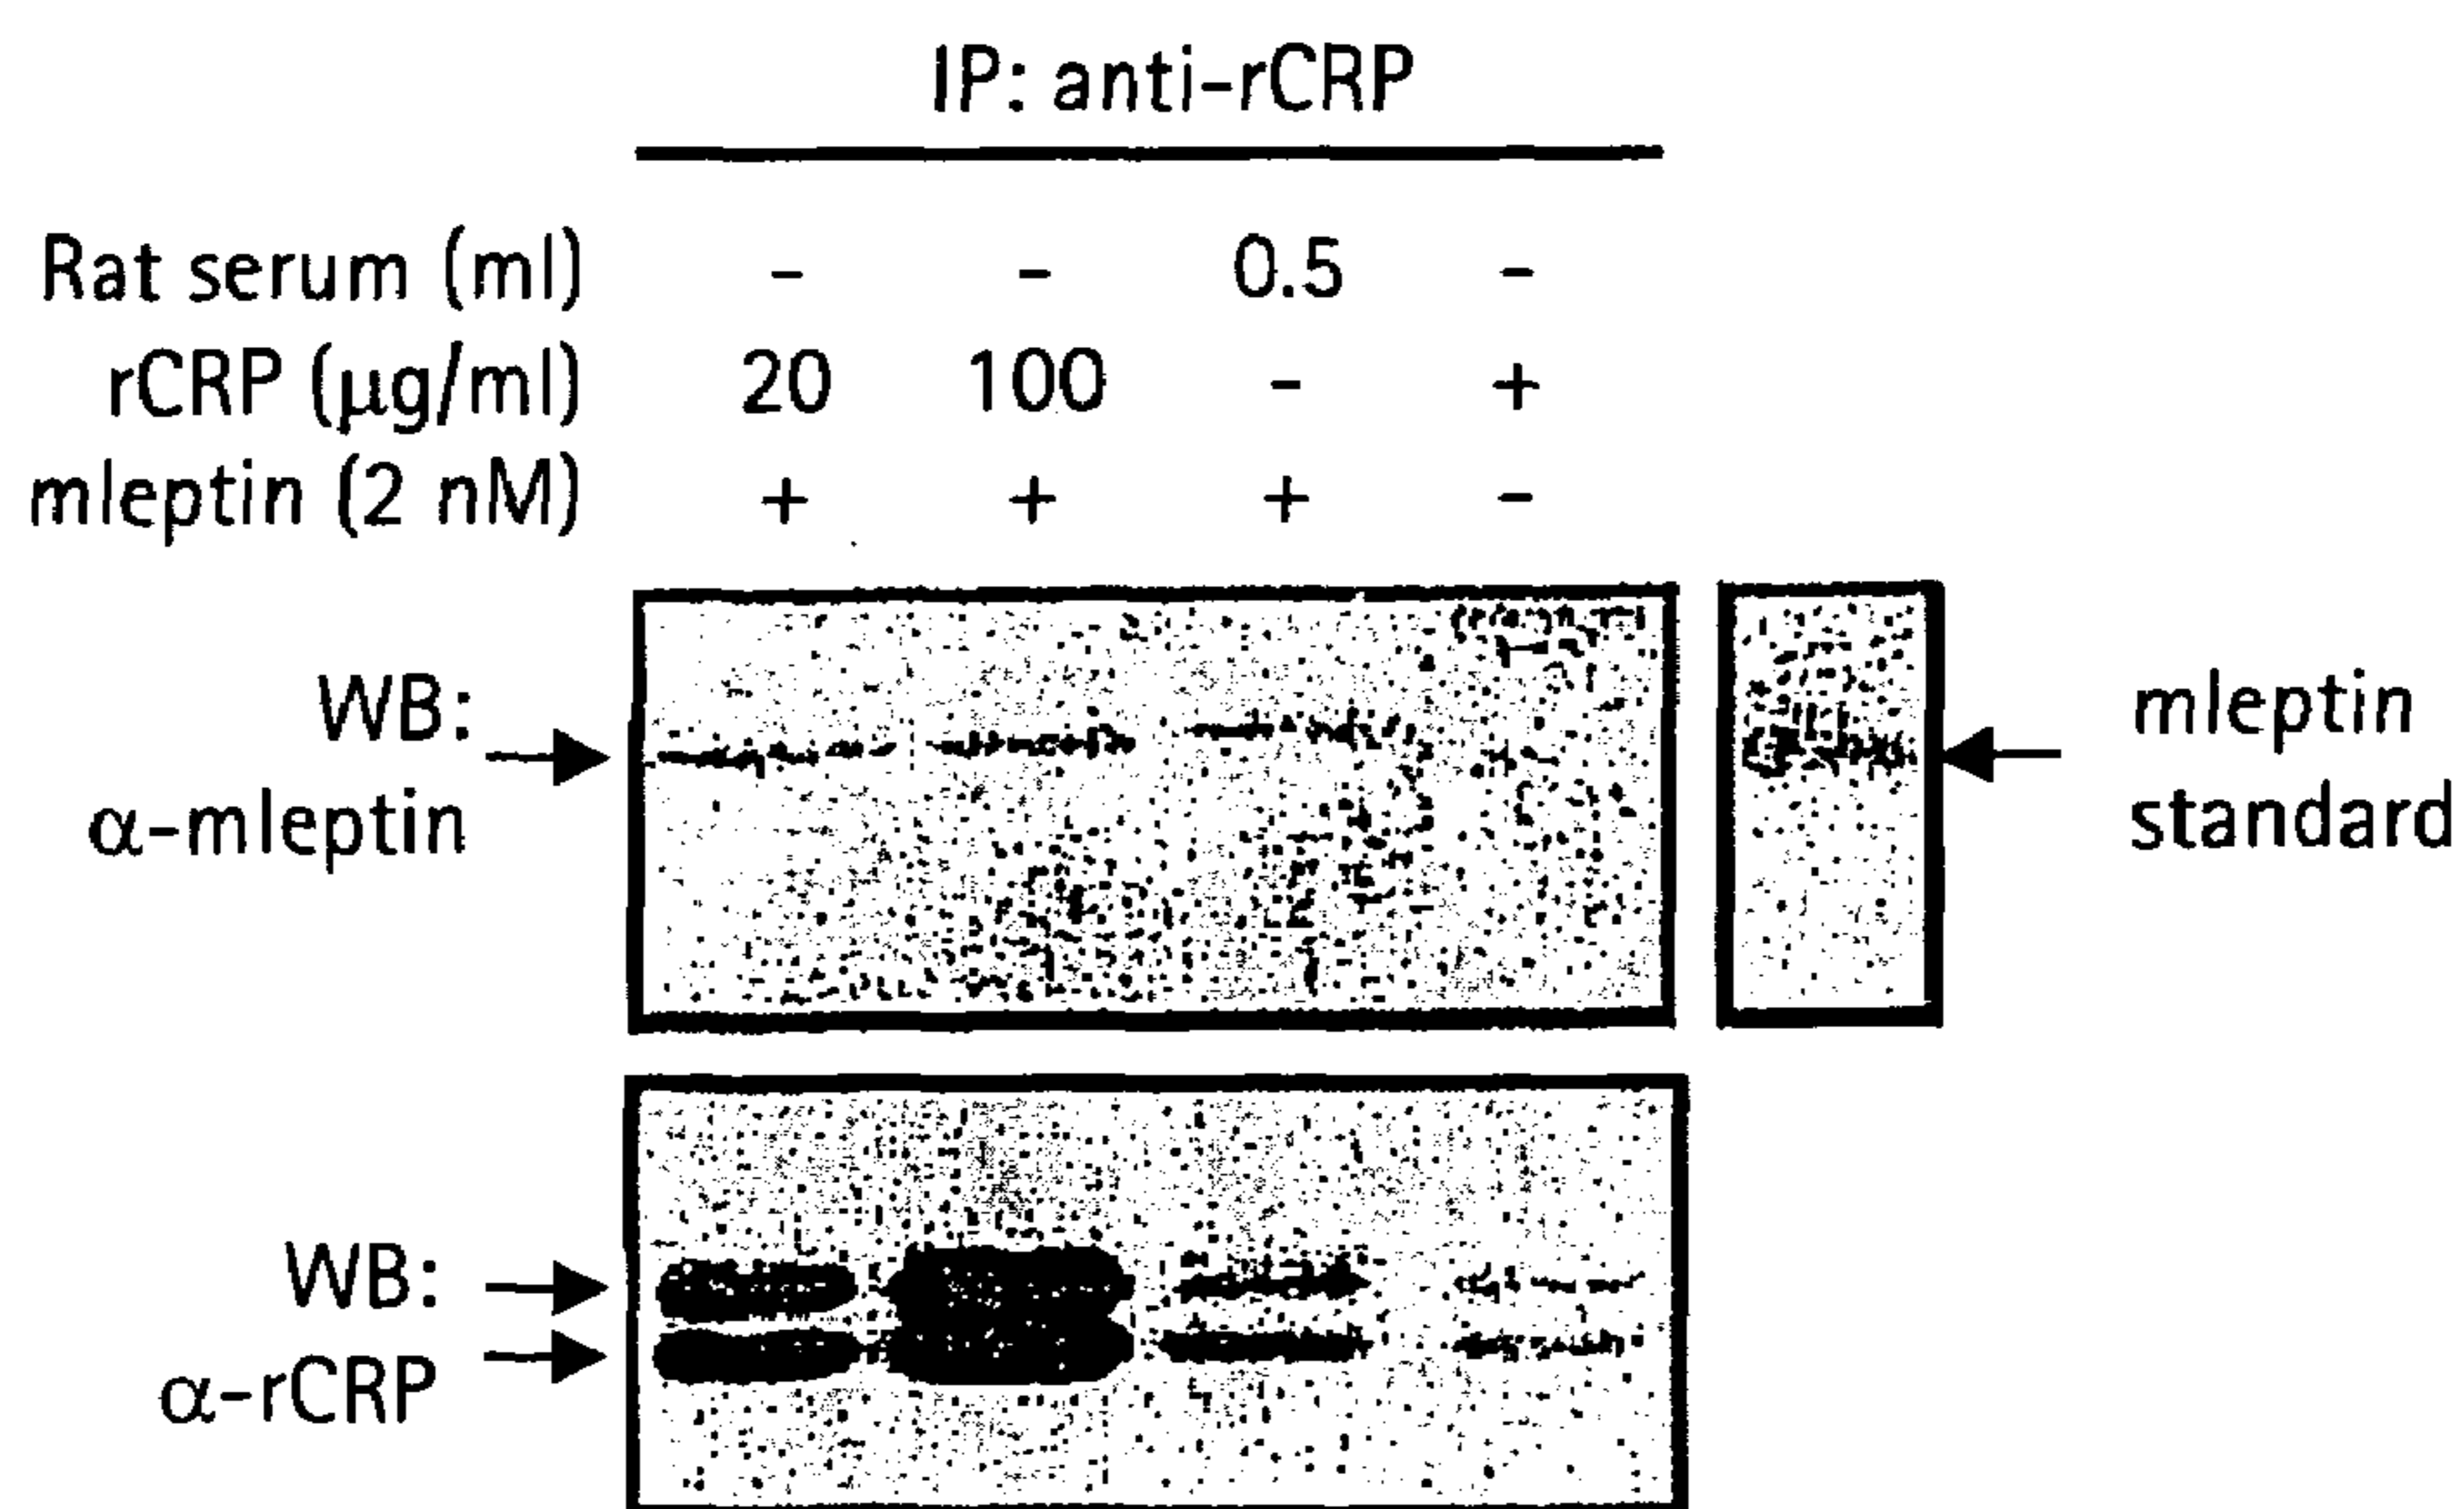 IP: anti-rCRP
Rat serum (ml) - - 0.5 -
rCRP (µg/ml) 20 100 - +
mleptin (2 nM) + + + -
WB:
α-mleptin
mleptin
standard
WB:
α-rCRP